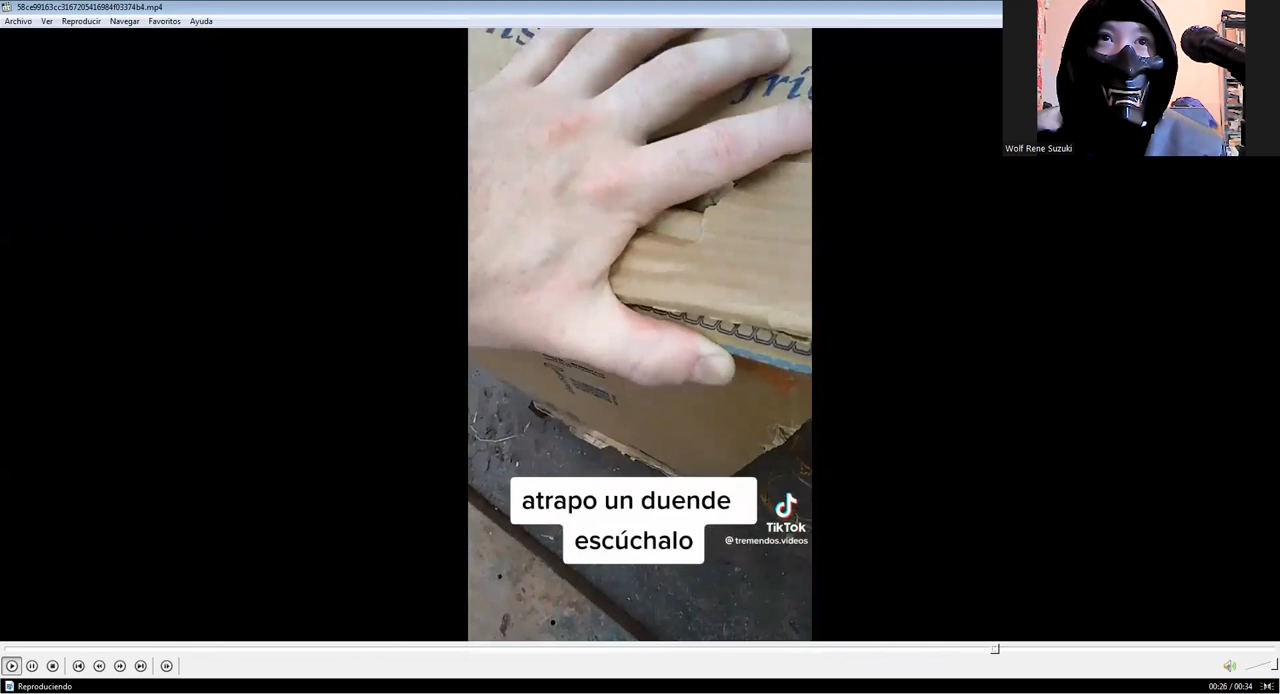 58ce99163cc3167205416984f03374b4.mp4
Archivo Ver Reproducir Navegar Favoritos Ayuda
Wolf Rene Suzuki
atrapo un duende
escúchalo
TikTok
@tremendos.videos
Reproduciendo
00:26 / 00:34